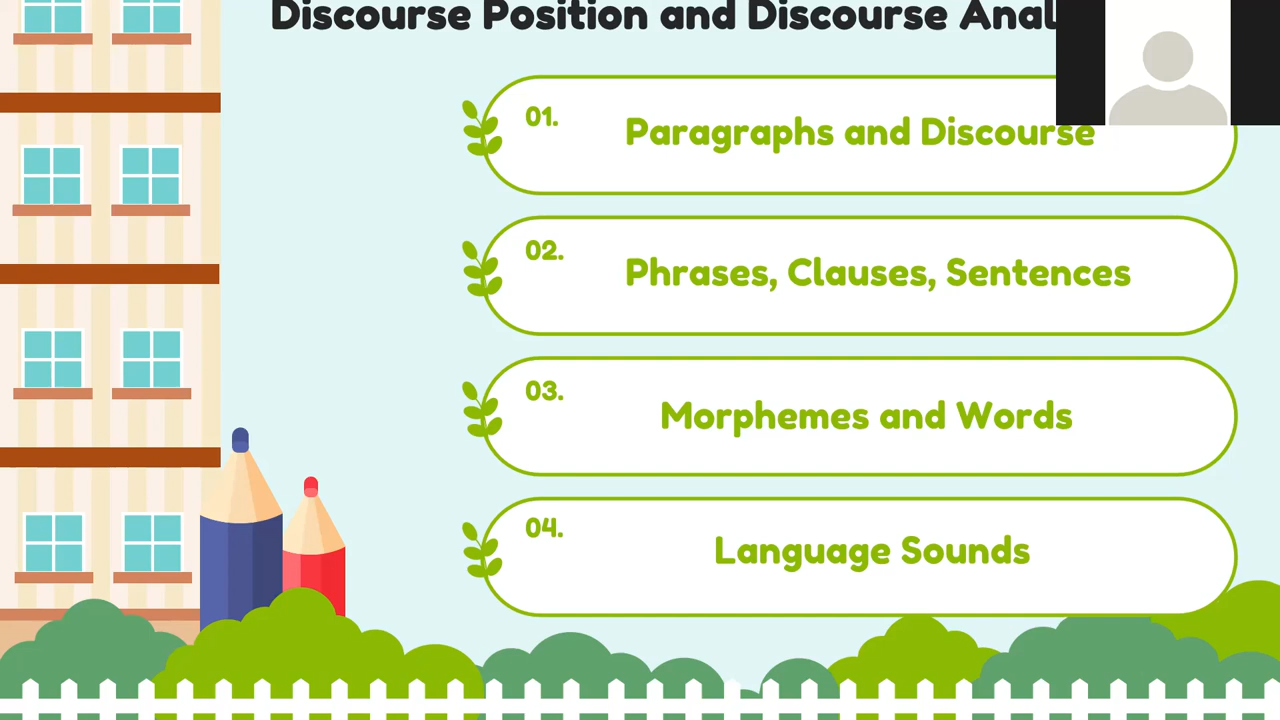 Discourse Position and Discourse
01.
Paragraphs and Discourse
02.
Phrases, Clauses, Sentences
03.
Morphemes and Words
04.
Language Sounds